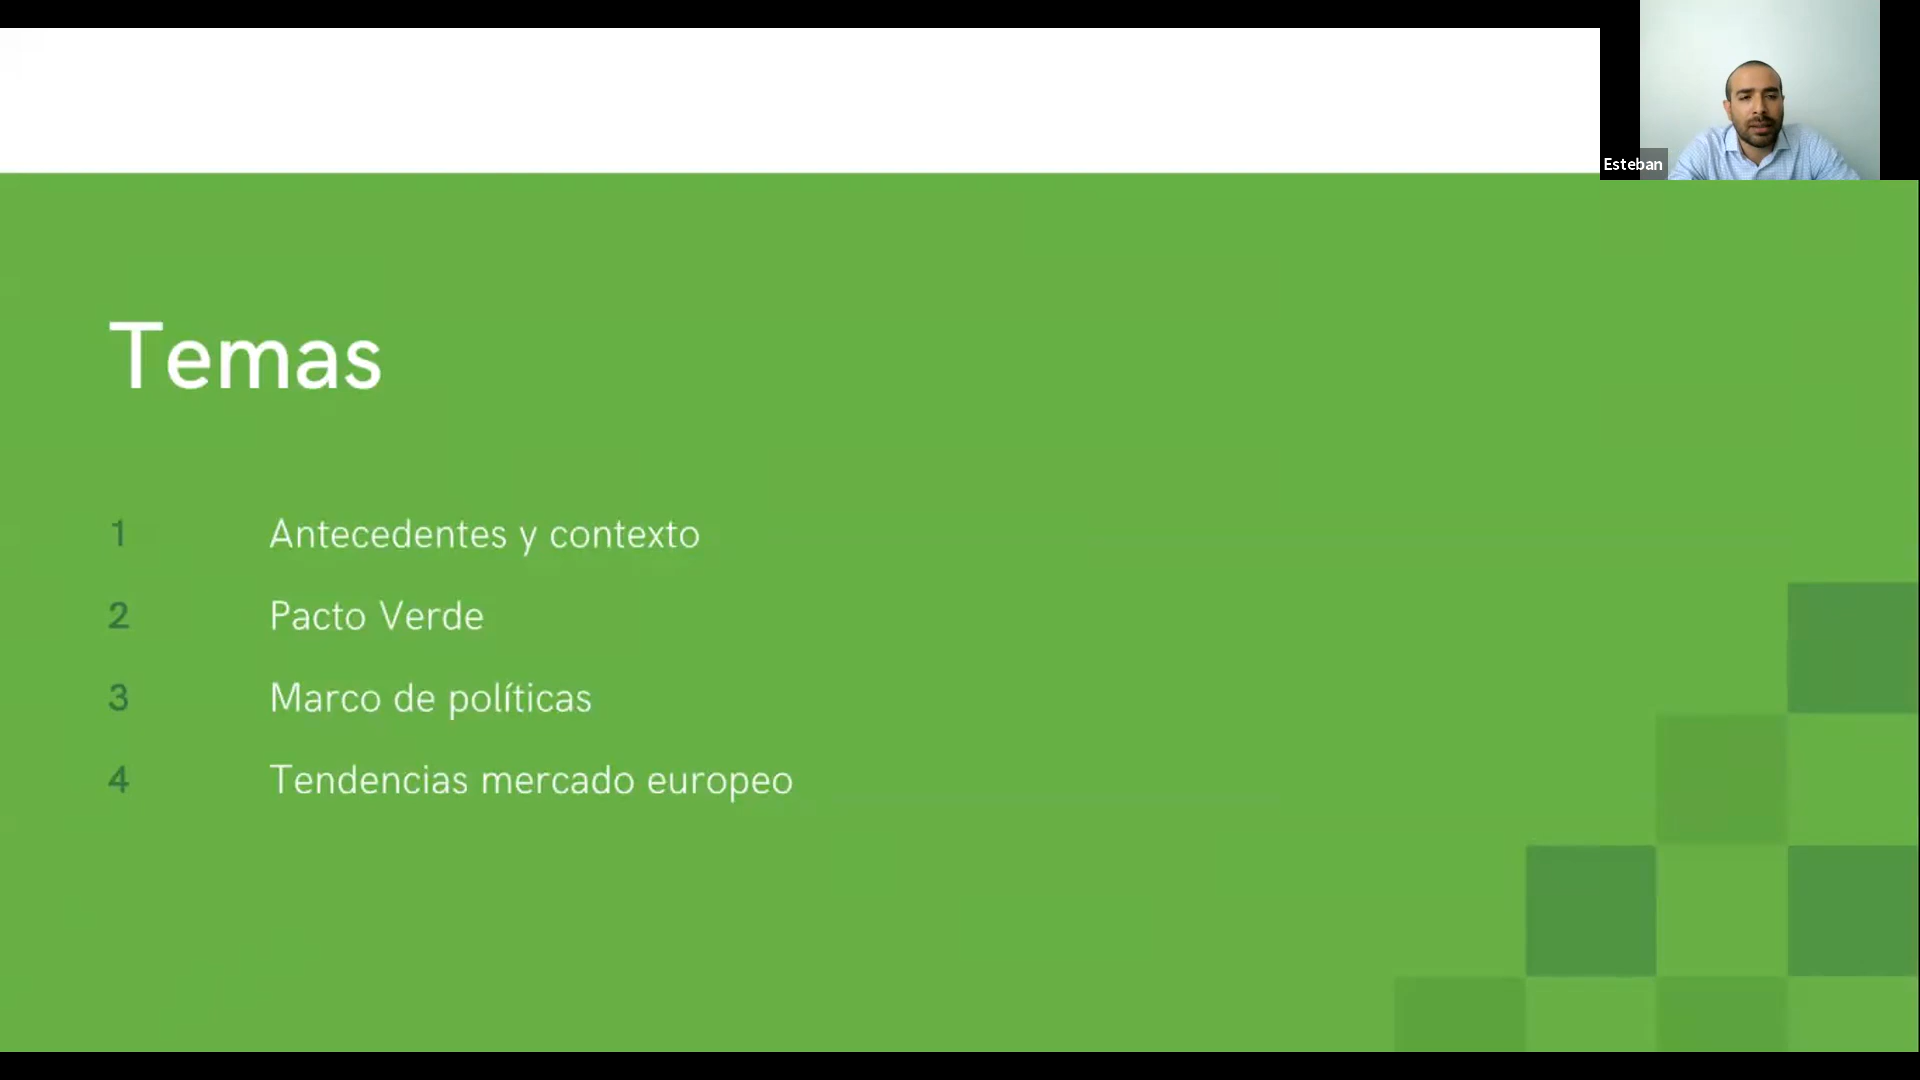 Esteban
Temas
1 Antecedentes y contexto
2 Pacto Verde
3 Marco de políticas
4 Tendencias mercado europeo